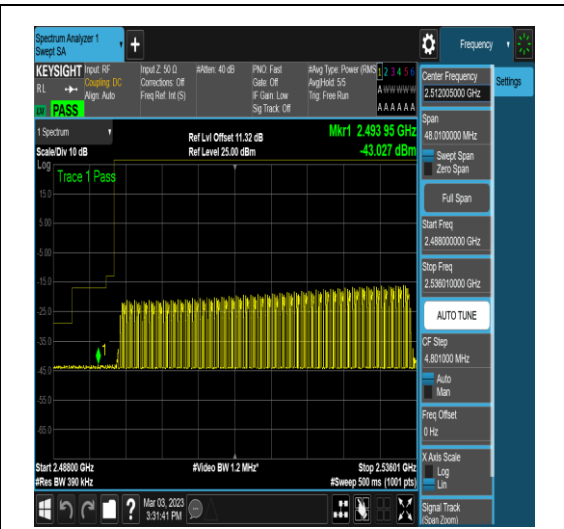 Spectrum Analyzer 1
Swept SA
+
Frequency
KEYSIGHT
Input: RF
Input Z: 50 Ω
#Atten: 40 dB
PNO: Fast
#Avg Type: Power (RMS)
1 2 3 4 5 6
RL
Coupling: DC
Corrections: Off
Gate: Off
Avg|Hold: 5/5
A W W W W W
Align: Auto
Freq Ref: Int (S)
IF Gain: Low
Trig: Free Run
Sig Track: Off
A A A A A A
PASS
1 Spectrum
Ref Lvl Offset 11.32 dB
Mkr1 2.493 95 GHz
Scale/Div 10 dB
Ref Level 25.00 dBm
-43.027 dBm
Log
Trace 1 Pass
15.0
5.00
-5.00
-15.0
-25.0
-35.0
1
-45.0
-55.0
-65.0
Start 2.48800 GHz
#Video BW 1.2 MHz*
Stop 2.53601 GHz
#Res BW 390 kHz
#Sweep 500 ms (1001 pts)
?
Mar 03, 2023
3:31:41 PM
Settings
Center Frequency
2.512005000 GHz
Span
48.0100000 MHz
Swept Span
Zero Span
Full Span
Start Freq
2.488000000 GHz
Stop Freq
2.536010000 GHz
AUTO TUNE
CF Step
4.801000 MHz
Auto
Man
Freq Offset
0 Hz
X Axis Scale
Log
Lin
Signal Track
(Span Zoom)